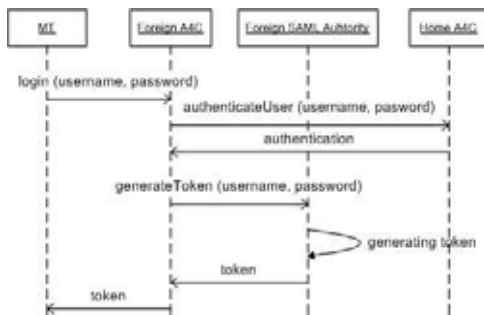 MT
Foreign A4C
Foreign SAML Auhtority
Home A4C
login (username, password)
authenticateUser (username, pasword)
authentication
generateToken (username, password)
generating token
token
token